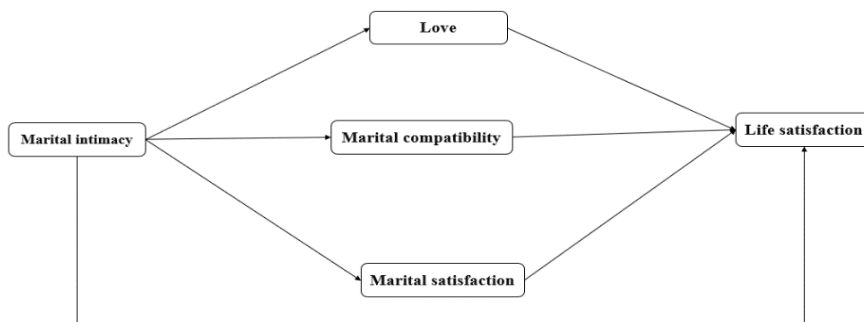 Love
Marital intimacy
Marital compatibility
Life satisfaction
Marital satisfaction